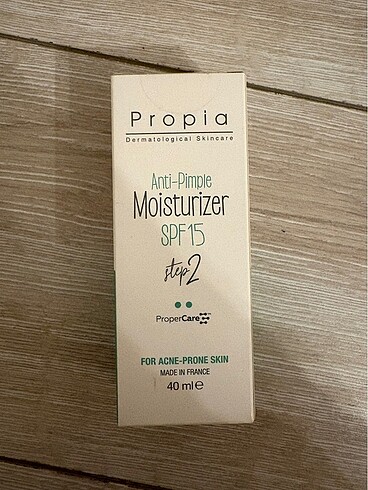 Propia
Dermatological Skincare
Anti-Pimple
Moisturizer
SPF15
step2
ProperCare
FOR ACNE-PRONE SKIN
MADE IN FRANCE
40 ml℮